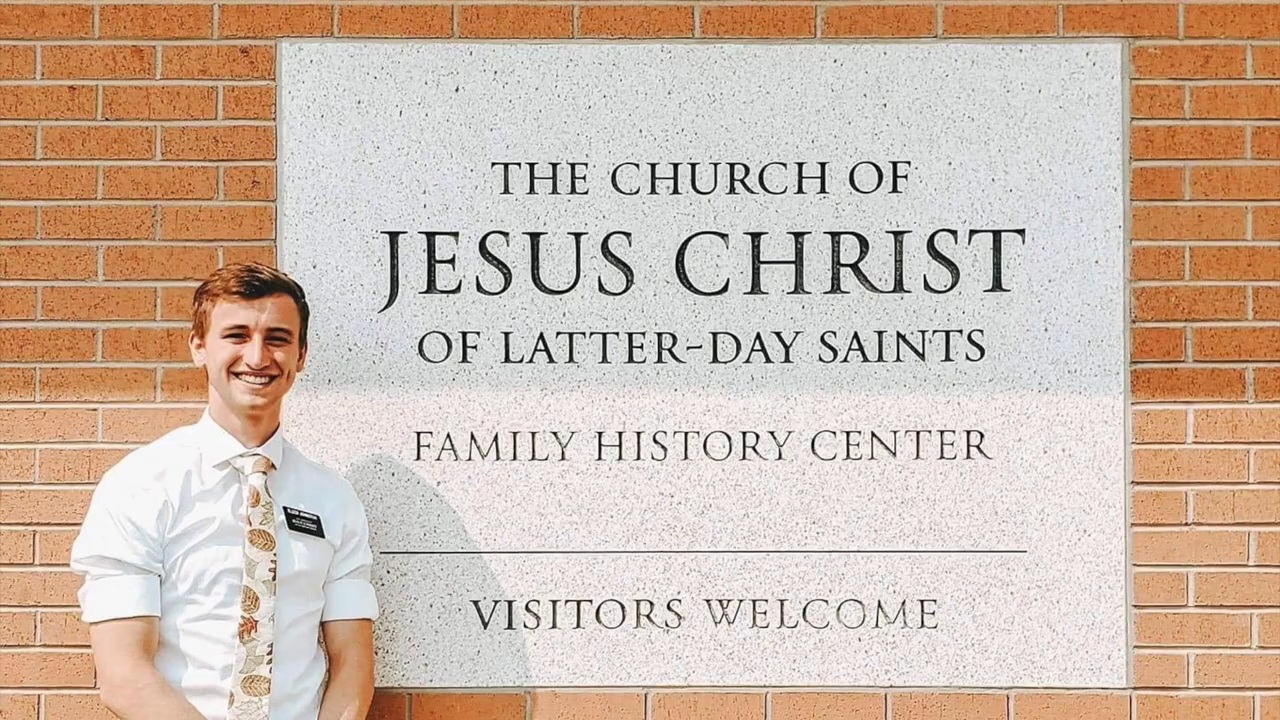 THE CHURCH OF
JESUS CHRIST
OF LATTER-DAY SAINTS
FAMILY HISTORY CENTER
VISITORS WELCOME